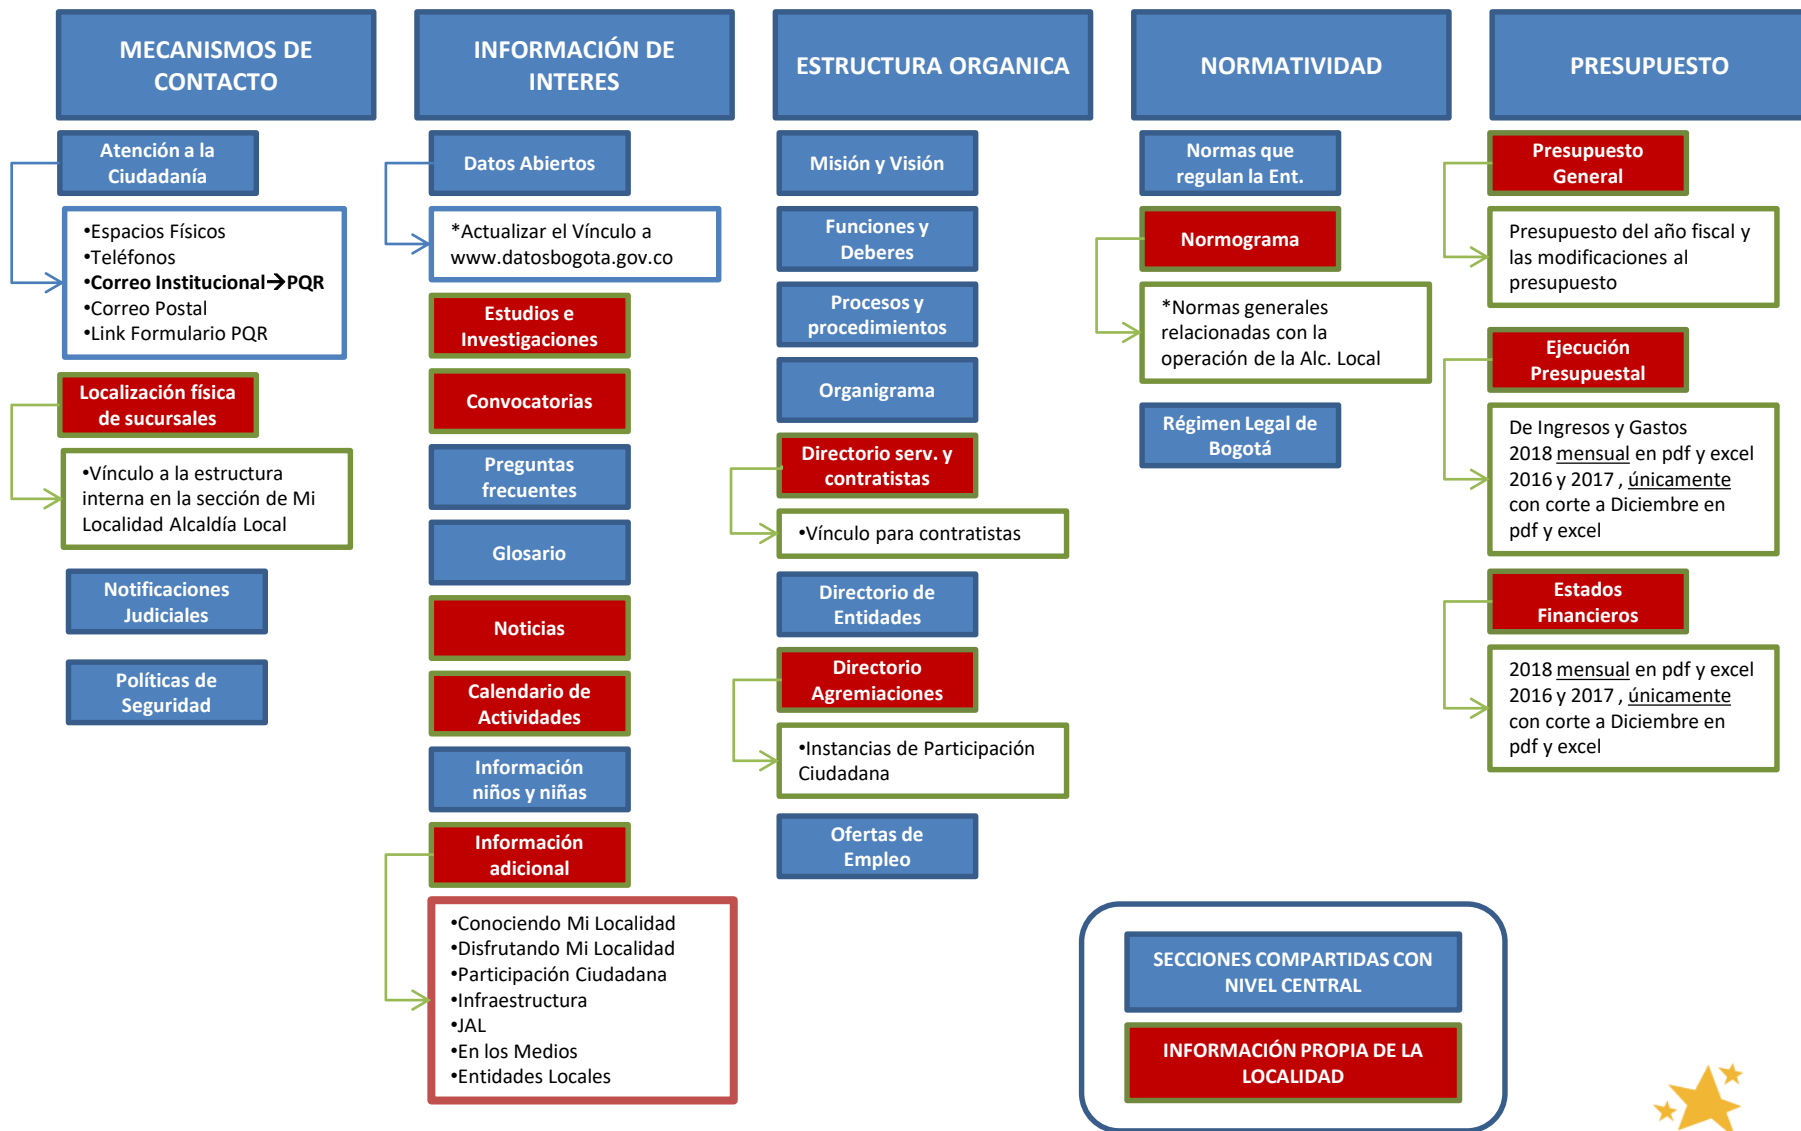 MECANISMOS DE
CONTACTO
Atención a la
Ciudadanía
•Espacios Físicos
•Teléfonos
•Correo Institucional→PQR
•Correo Postal
•Link Formulario PQR
Localización física
de sucursales
•Vínculo a la estructura
interna en la sección de Mi
Localidad Alcaldía Local
Notificaciones
Judiciales
Políticas de
Seguridad
INFORMACIÓN DE
INTERES
Datos Abiertos
*Actualizar el Vínculo a
www.datosbogota.gov.co
Estudios e
Investigaciones
Convocatorias
Preguntas
frecuentes
Glosario
Noticias
Calendario de
Actividades
Información
niños y niñas
Información
adicional
•Conociendo Mi Localidad
•Disfrutando Mi Localidad
•Participación Ciudadana
•Infraestructura
•JAL
•En los Medios
•Entidades Locales
ESTRUCTURA ORGANICA
Misión y Visión
Funciones y
Deberes
Procesos y
procedimientos
Organigrama
Directorio serv. y
contratistas
•Vínculo para contratistas
Directorio de
Entidades
Directorio
Agremiaciones
•Instancias de Participación
Ciudadana
Ofertas de
Empleo
NORMATIVIDAD
Normas que
regulan la Ent.
Normograma
*Normas generales
relacionadas con la
operación de la Alc. Local
Régimen Legal de
Bogotá
PRESUPUESTO
Presupuesto
General
Presupuesto del año fiscal y
las modificaciones al
presupuesto
Ejecución
Presupuestal
De Ingresos y Gastos
2018 mensual en pdf y excel
2016 y 2017 , únicamente
con corte a Diciembre en
pdf y excel
Estados
Financieros
2018 mensual en pdf y excel
2016 y 2017 , únicamente
con corte a Diciembre en
pdf y excel
SECCIONES COMPARTIDAS CON
NIVEL CENTRAL
INFORMACIÓN PROPIA DE LA
LOCALIDAD